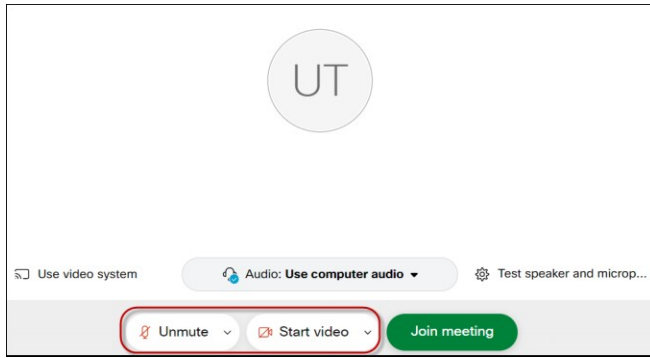 UT
Use video system
Audio: Use computer audio
Test speaker and microp...
Unmute
Start video
Join meeting